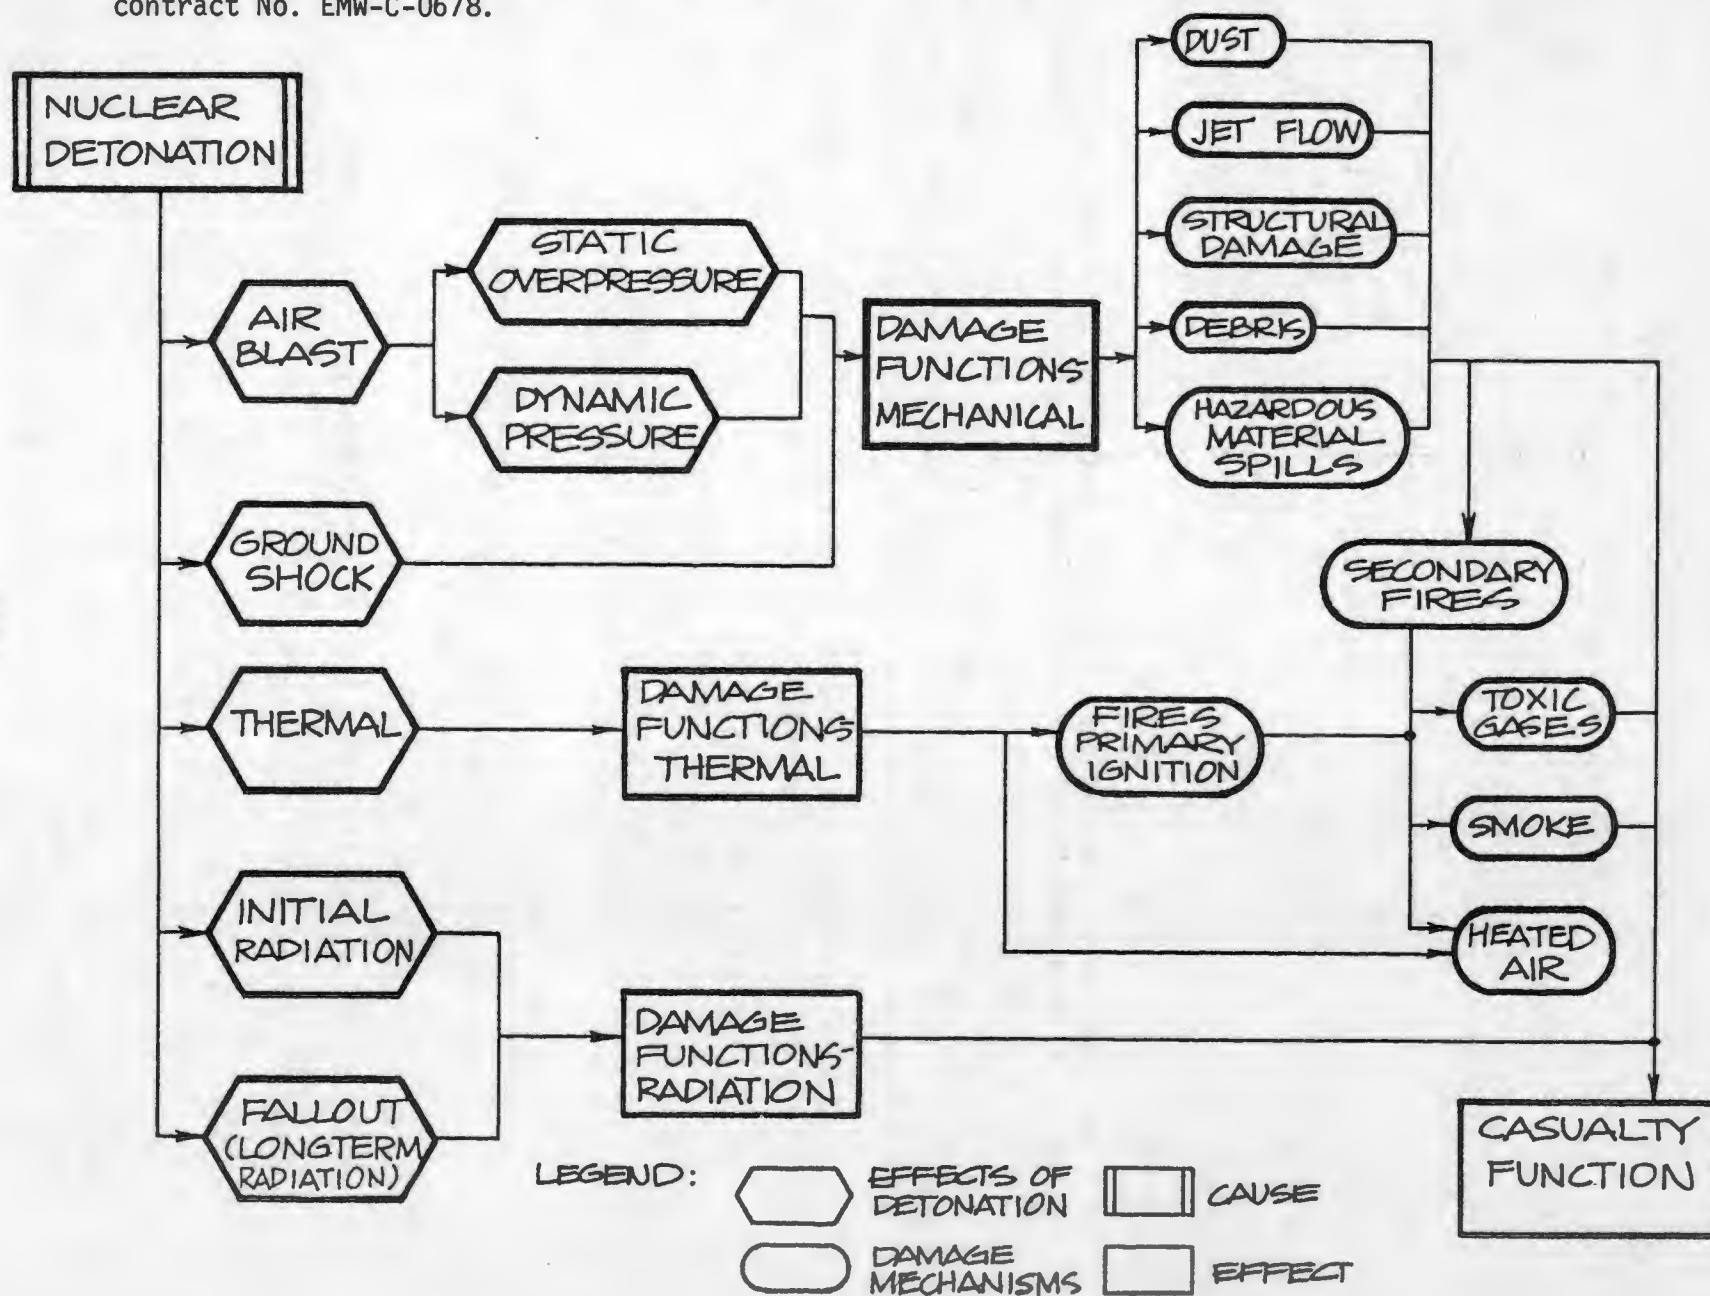 contract No. EMW-C-0678.
NUCLEAR
DETONATION
AIR
BLAST
STATIC
OVERPRESSURE
DYNAMIC
PRESSURE
GROUND
SHOCK
DAMAGE
FUNCTIONS-
MECHANICAL
DUST
JET FLOW
STRUCTURAL
DAMAGE
DEBRIS
HAZARDOUS
MATERIAL
SPILLS
SECONDARY
FIRES
THERMAL
DAMAGE
FUNCTIONS-
THERMAL
FIRES
PRIMARY
IGNITION
TOXIC
GASES
SMOKE
HEATED
AIR
INITIAL
RADIATION
FALLOUT
(LONGTERM
RADIATION)
DAMAGE
FUNCTIONS-
RADIATION
CASUALTY
FUNCTION
LEGEND:
EFFECTS OF
DETONATION
CAUSE
DAMAGE
MECHANISMS
EFFECT